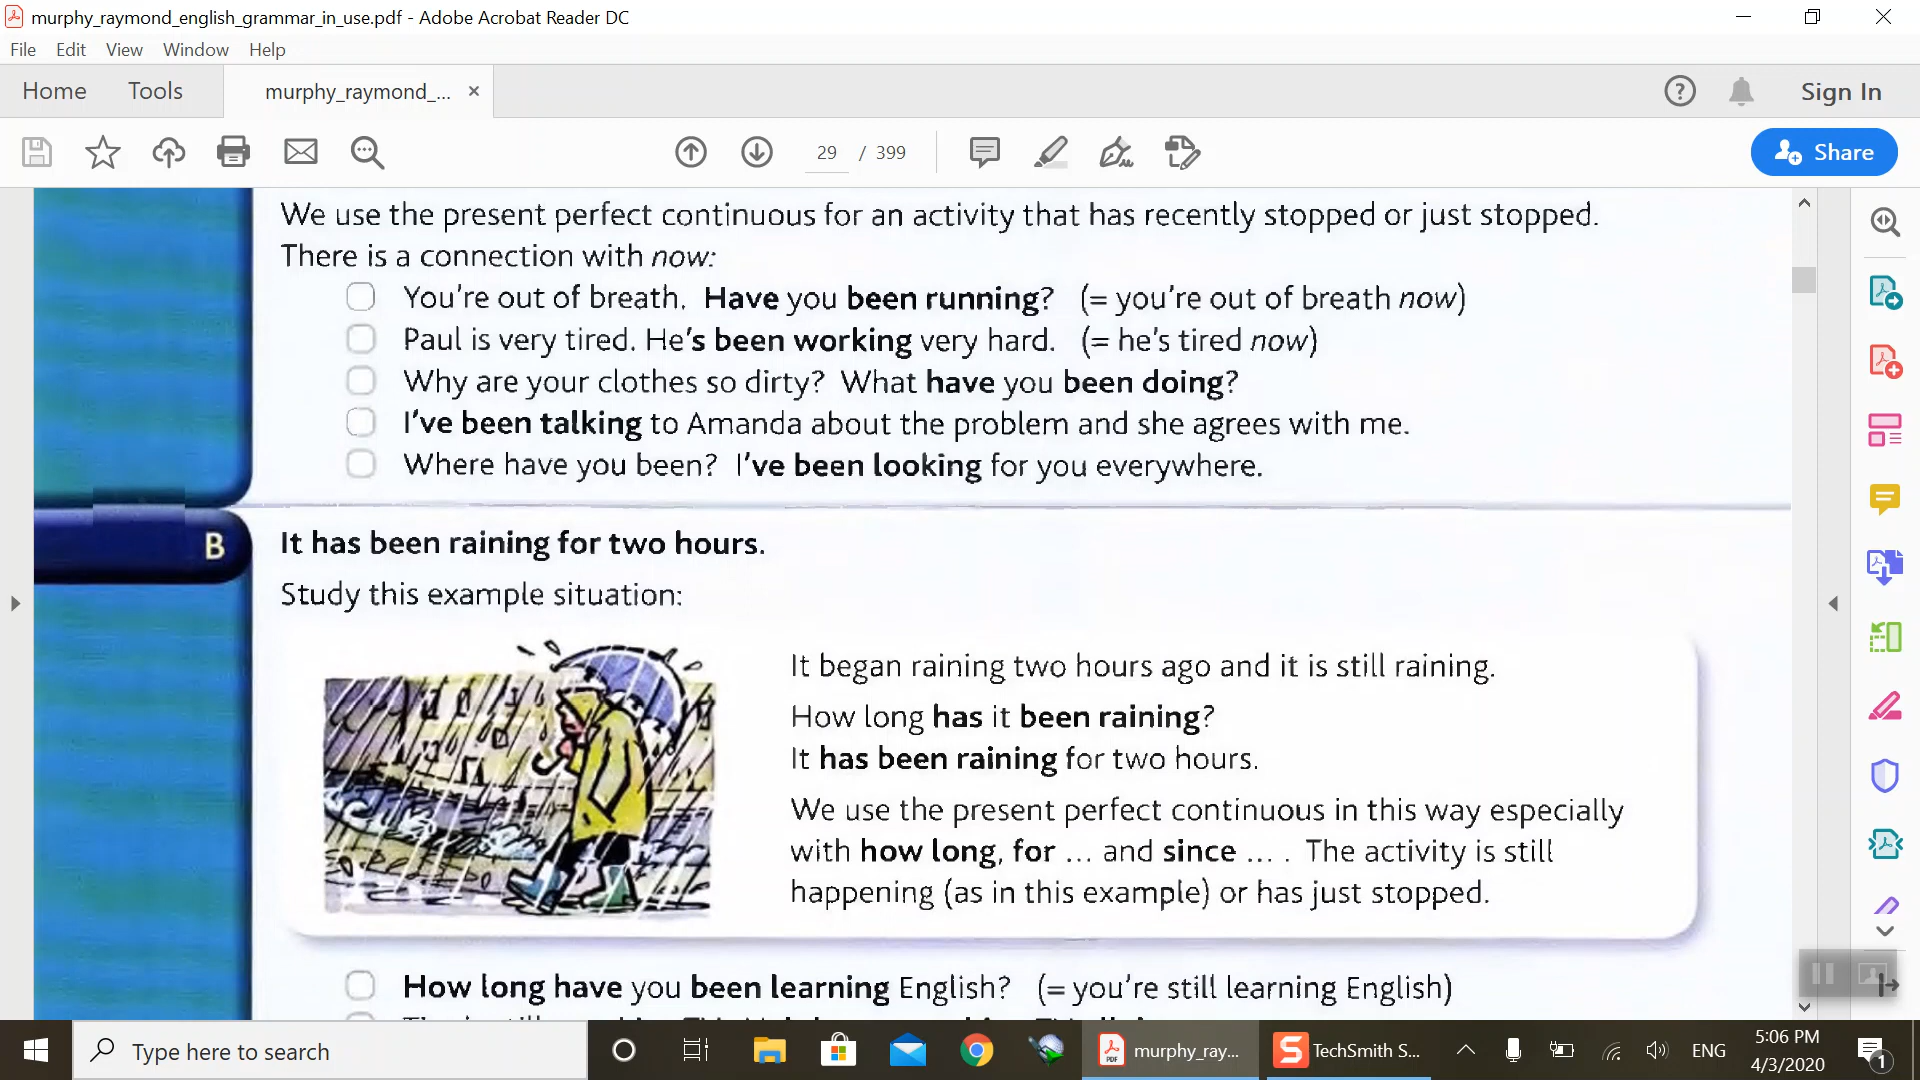 murphy_raymond_english_grammar_in_use.pdf - Adobe Acrobat Reader DC
File Edit View Window Help
Home Tools murphy_raymond_... × Sign In
29 / 399 Share
We use the present perfect continuous for an activity that has recently stopped or just stopped.
There is a connection with now:
You're out of breath. Have you been running? (= you're out of breath now)
Paul is very tired. He's been working very hard. (= he's tired now)
Why are your clothes so dirty? What have you been doing?
I've been talking to Amanda about the problem and she agrees with me.
Where have you been? I've been looking for you everywhere.
B It has been raining for two hours.
Study this example situation:
It began raining two hours ago and it is still raining.
How long has it been raining?
It has been raining for two hours.
We use the present perfect continuous in this way especially
with how long, for ... and since ... . The activity is still
happening (as in this example) or has just stopped.
How long have you been learning English? (= you're still learning English)
Type here to search PDF murphy_ray... S TechSmith S... ENG 5:06 PM
4/3/2020 1